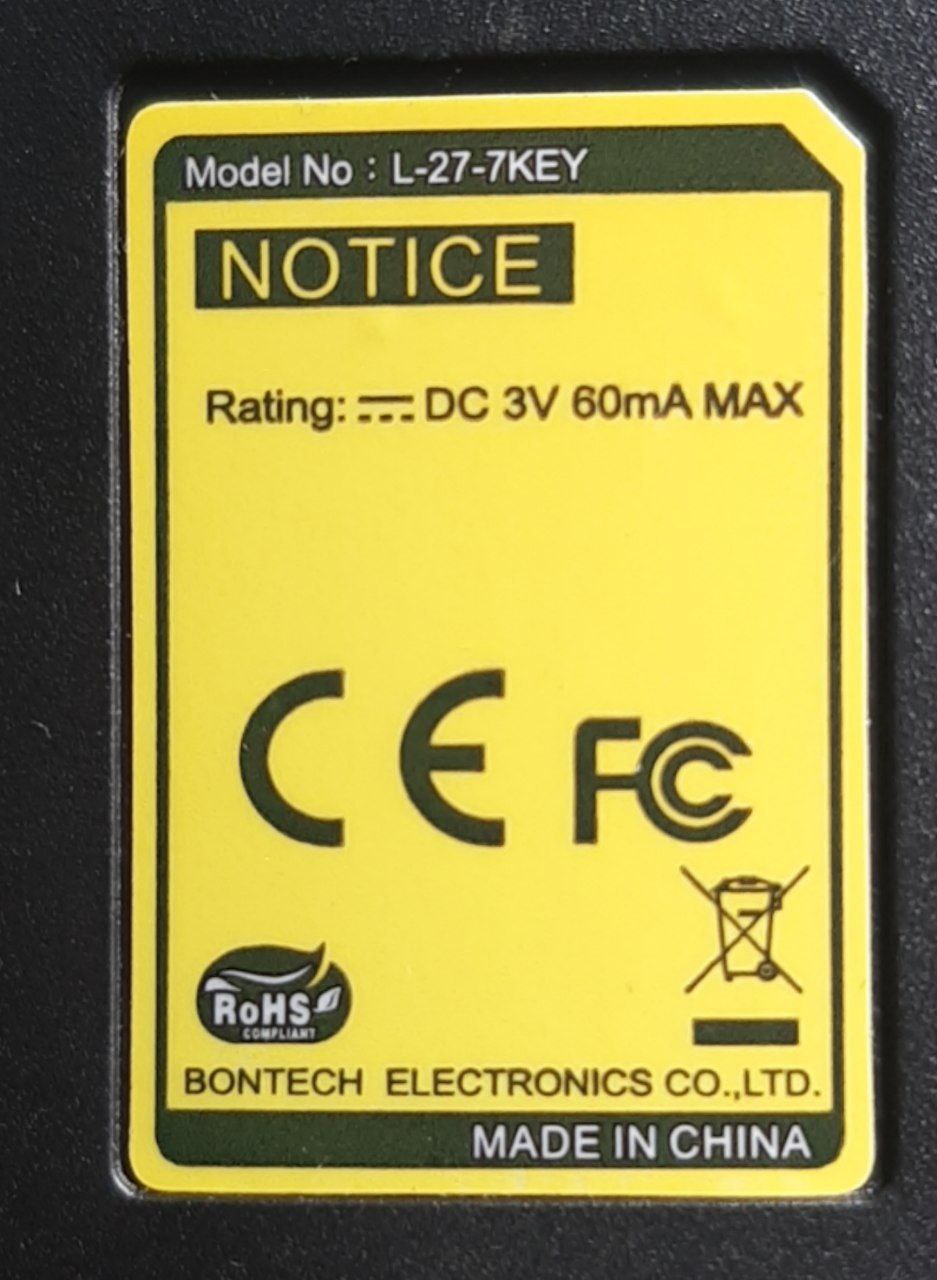 Model No : L-27-7KEY
NOTICE
Rating: ⎓ DC 3V 60mA MAX
CE FC
RoHS
COMPLIANT
BONTECH ELECTRONICS CO.,LTD.
MADE IN CHINA